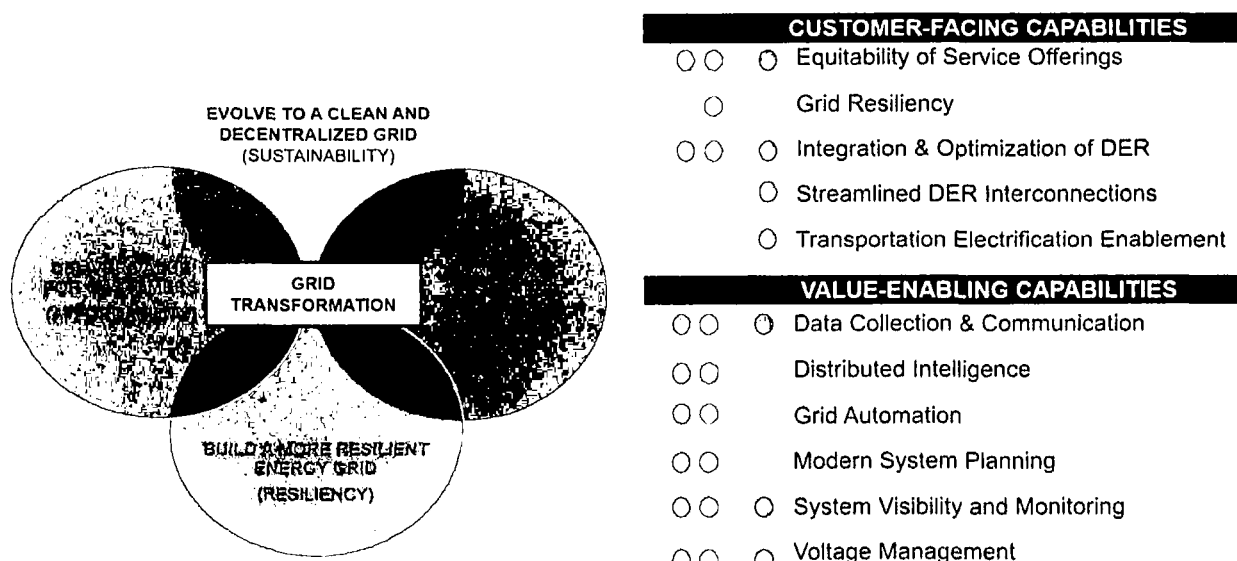 EVOLVE TO A CLEAN AND
DECENTRALIZED GRID
(SUSTAINABILITY)
GRID
TRANSFORMATION
BUILD A MORE RESILIENT
ENERGY GRID
(RESILIENCY)
CUSTOMER-FACING CAPABILITIES
Equitability of Service Offerings
Grid Resiliency
Integration & Optimization of DER
Streamlined DER Interconnections
Transportation Electrification Enablement
VALUE-ENABLING CAPABILITIES
Data Collection & Communication
Distributed Intelligence
Grid Automation
Modern System Planning
System Visibility and Monitoring
Voltage Management